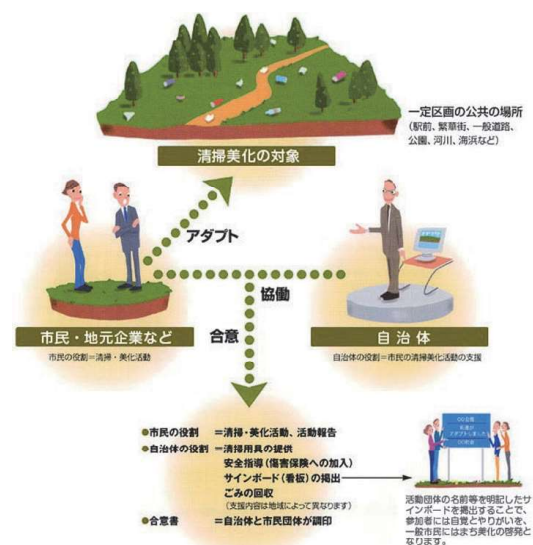 一定区画の公共の場所
(駅前、繁華街、一般道路、
公園、河川、海浜など)
清掃美化の対象
アダプト
協働
合意
市民・地元企業など
市民の役割=清掃・美化活動
自治体
自治体の役割=市民の清掃美化活動の支援
●市民の役割 =清掃・美化活動、活動報告
●自治体の役割 =清掃用具の提供
安全指導(傷害保険への加入)
サインボード(看板)の掲出
ごみの回収
(支援内容は地域によって異なります)
●合意書 =自治体と市民団体が調印
アダプトしました
活動団体の名前等を明記したサ
インボードを掲出することで、
参加者には自覚とやりがいを、
一般市民にはまち美化の啓発と
なります。